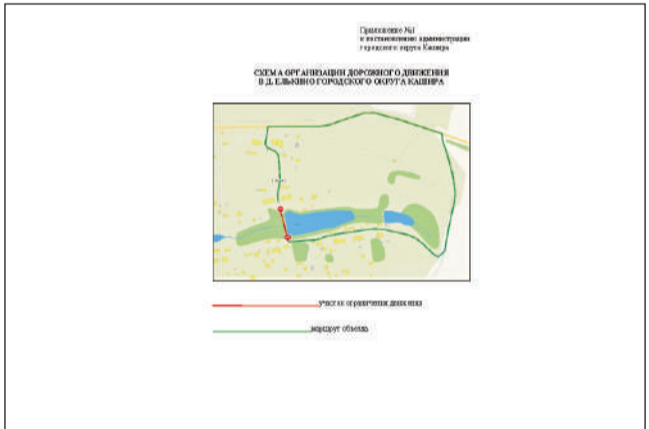 Приложение №1
к постановлению администрации
городского округа Кашира
СХЕМА ОРГАНИЗАЦИИ ДОРОЖНОГО ДВИЖЕНИЯ
В Д. ЕЛЬКИНО ГОРОДСКОГО ОКРУГА КАШИРА
участок ограничения движения
маршрут объезда